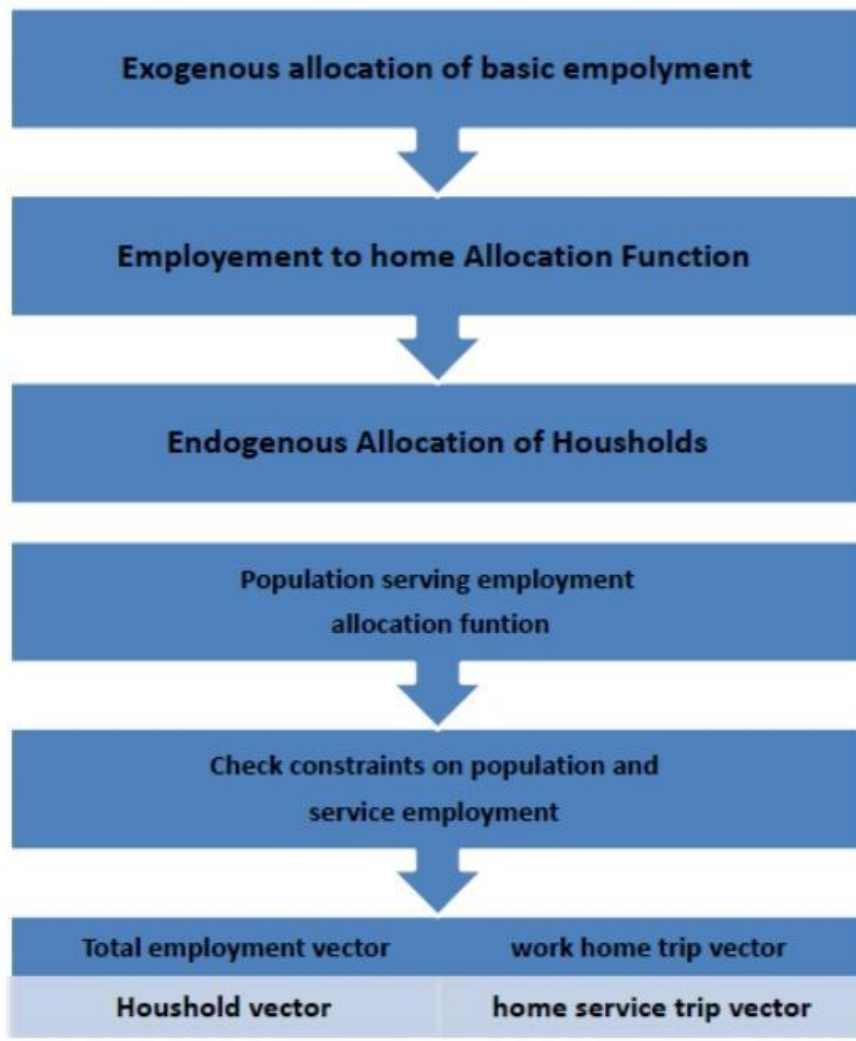 Exogenous allocation of basic empolyment
Employement to home Allocation Function
Endogenous Allocation of Housholds
Population serving employment
allocation funtion
Check constraints on population and
service employment
Total employment vector
work home trip vector
Houshold vector
home service trip vector